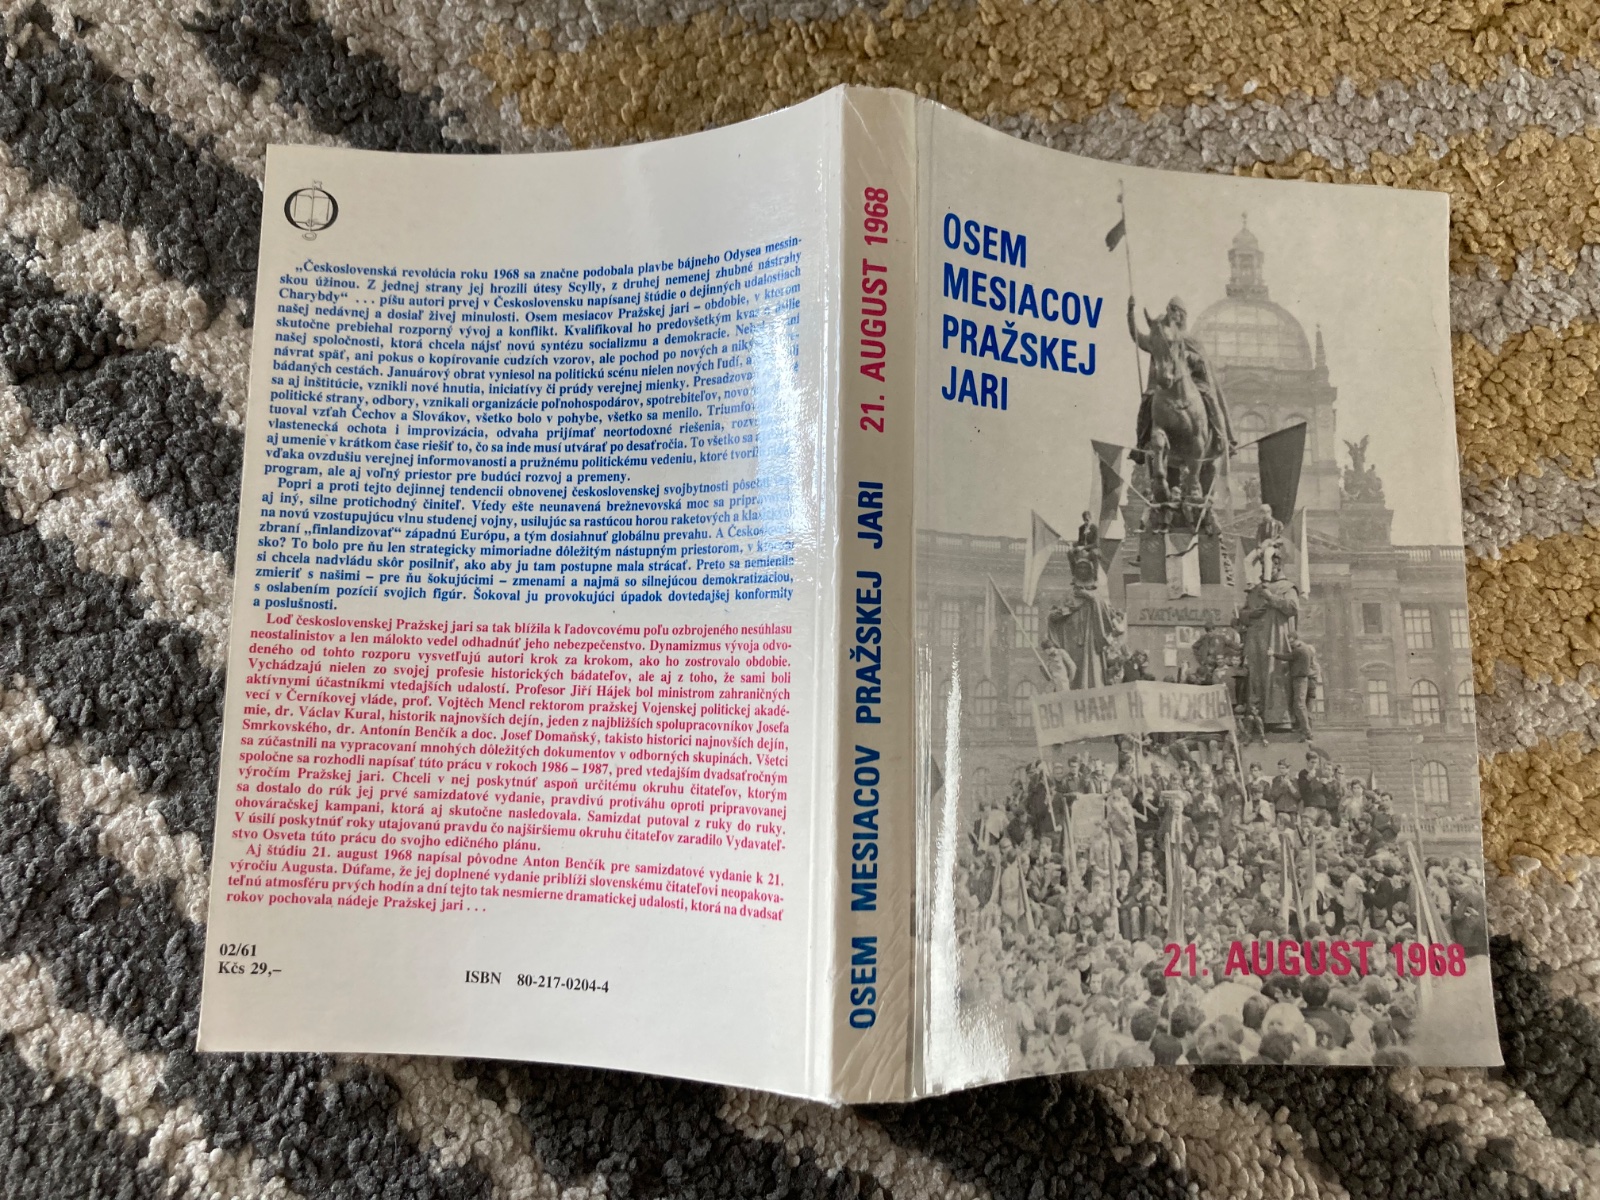 „Československá revolúcia roku 1968 sa značne podobala plavbe bájneho Odysea messin-
skou úžinou. Z jednej strany jej hrozili útesy Scylly, z druhej nemenej zhubné nástrahy
Charybdy“ . . . píšu autori prvej v Československu napísanej štúdie o dejinných udalostiach
našej nedávnej a dosiaľ živej minulosti. Osem mesiacov Pražskej jari – obdobie, v ktorom
skutočne prebiehal rozporný vývoj a konflikt. Kvalifikoval ho predovšetkým
našej spoločnosti, ktorá chcela nájsť novú syntézu socializmu a demokracie.
návrat späť, ani pokus o kopírovanie cudzích vzorov, ale pochod po nových a
bádaných cestách. Januárový obrat vyniesol na politickú scénu nielen nových ľudí,
sa aj inštitúcie, vznikli nové hnutia, iniciatívy či prúdy verejnej mienky.
politické strany, odbory, vznikali organizácie poľnohospodárov, spotrebiteľov,
tuoval vzťah Čechov a Slovákov, všetko bolo v pohybe, všetko sa menilo.
vlastenecká ochota i improvizácia, odvaha prijímať neortodoxné riešenia,
aj umenie v krátkom čase riešiť to, čo sa inde musí utvárať po desaťročia. To všetko sa
vďaka ovzdušiu verejnej informovanosti a pružnému politickému vedeniu, ktoré
program, ale aj voľný priestor pre budúci rozvoj a premeny.
Popri a proti tejto dejinnej tendencii obnovenej československej svojbytnosti
aj iný, silne protichodný činiteľ. Vtedy ešte neunavená brežnevovská moc sa
na novú vzostupujúcu vlnu studenej vojny, usilujúc sa rastúcou horou raketových a
zbraní „finlandizovať“ západnú Európu, a tým dosiahnuť globálnu prevahu. A
sko? To bolo pre ňu len strategicky mimoriadne dôležitým nástupným priestorom, v
si chcela nadvládu skôr posilniť, ako aby ju tam postupne mala strácať. Preto sa nemienila
zmieriť s našimi – pre ňu šokujúcimi – zmenami a najmä so silnejúcou demokratizáciou,
s oslabením pozícií svojich figúr. Šokoval ju provokujúci úpadok dovtedajšej konformity
a poslušnosti.
Loď československej Pražskej jari sa tak blížila k ľadovcovému poľu ozbrojeného nesúhlasu
neostalinistov a len málokto vedel odhadnúť jeho nebezpečenstvo. Dynamizmus vývoja odvo-
deného od tohto rozporu vysvetľujú autori krok za krokom, ako ho zostrovalo obdobie.
Vychádzajú nielen zo svojej profesie historických bádateľov, ale aj z toho, že sami boli
aktívnymi účastníkmi vtedajších udalostí. Profesor Jiří Hájek bol ministrom zahraničných
vecí v Černíkovej vláde, prof. Vojtěch Mencl rektorom pražskej Vojenskej politickej akadé-
mie, dr. Václav Kural, historik najnovších dejín, jeden z najbližších spolupracovníkov Josefa
Smrkovského, dr. Antonín Benčík a doc. Josef Domaňský, takisto historici najnovších dejín,
sa zúčastnili na vypracovaní mnohých dôležitých dokumentov v odborných skupinách. Všetci
spoločne sa rozhodli napísať túto prácu v rokoch 1986 – 1987, pred vtedajším dvadsaťročným
výročím Pražskej jari. Chceli v nej poskytnúť aspoň určitému okruhu čitateľov, ktorým
sa dostalo do rúk jej prvé samizdatové vydanie, pravdivú protiváhu oproti pripravovanej
ohováračskej kampani, ktorá aj skutočne nasledovala. Samizdat putoval z ruky do ruky.
V úsilí poskytnúť roky utajovanú pravdu čo najširšiemu okruhu čitateľov zaradilo Vydavateľ-
stvo Osveta túto prácu do svojho edičného plánu.
Aj štúdiu 21. august 1968 napísal pôvodne Anton Benčík pre samizdatové vydanie k 21.
výročiu Augusta. Dúfame, že jej doplnené vydanie priblíži slovenskému čitateľovi neopakova-
teľnú atmosféru prvých hodín a dní tejto tak nesmierne dramatickej udalosti, ktorá na dvadsať
rokov pochovala nádeje Pražskej jari . . .
02/61
Kčs 29,–
ISBN 80-217-0204-4
OSEM MESIACOV PRAŽSKEJ JARI 21. AUGUST 1968
OSEM
MESIACOV
PRAŽSKEJ
JARI
SVATÝ VÁCLAVE
ВЫ НАМ НЕ НУЖНЫ
21. AUGUST 1968